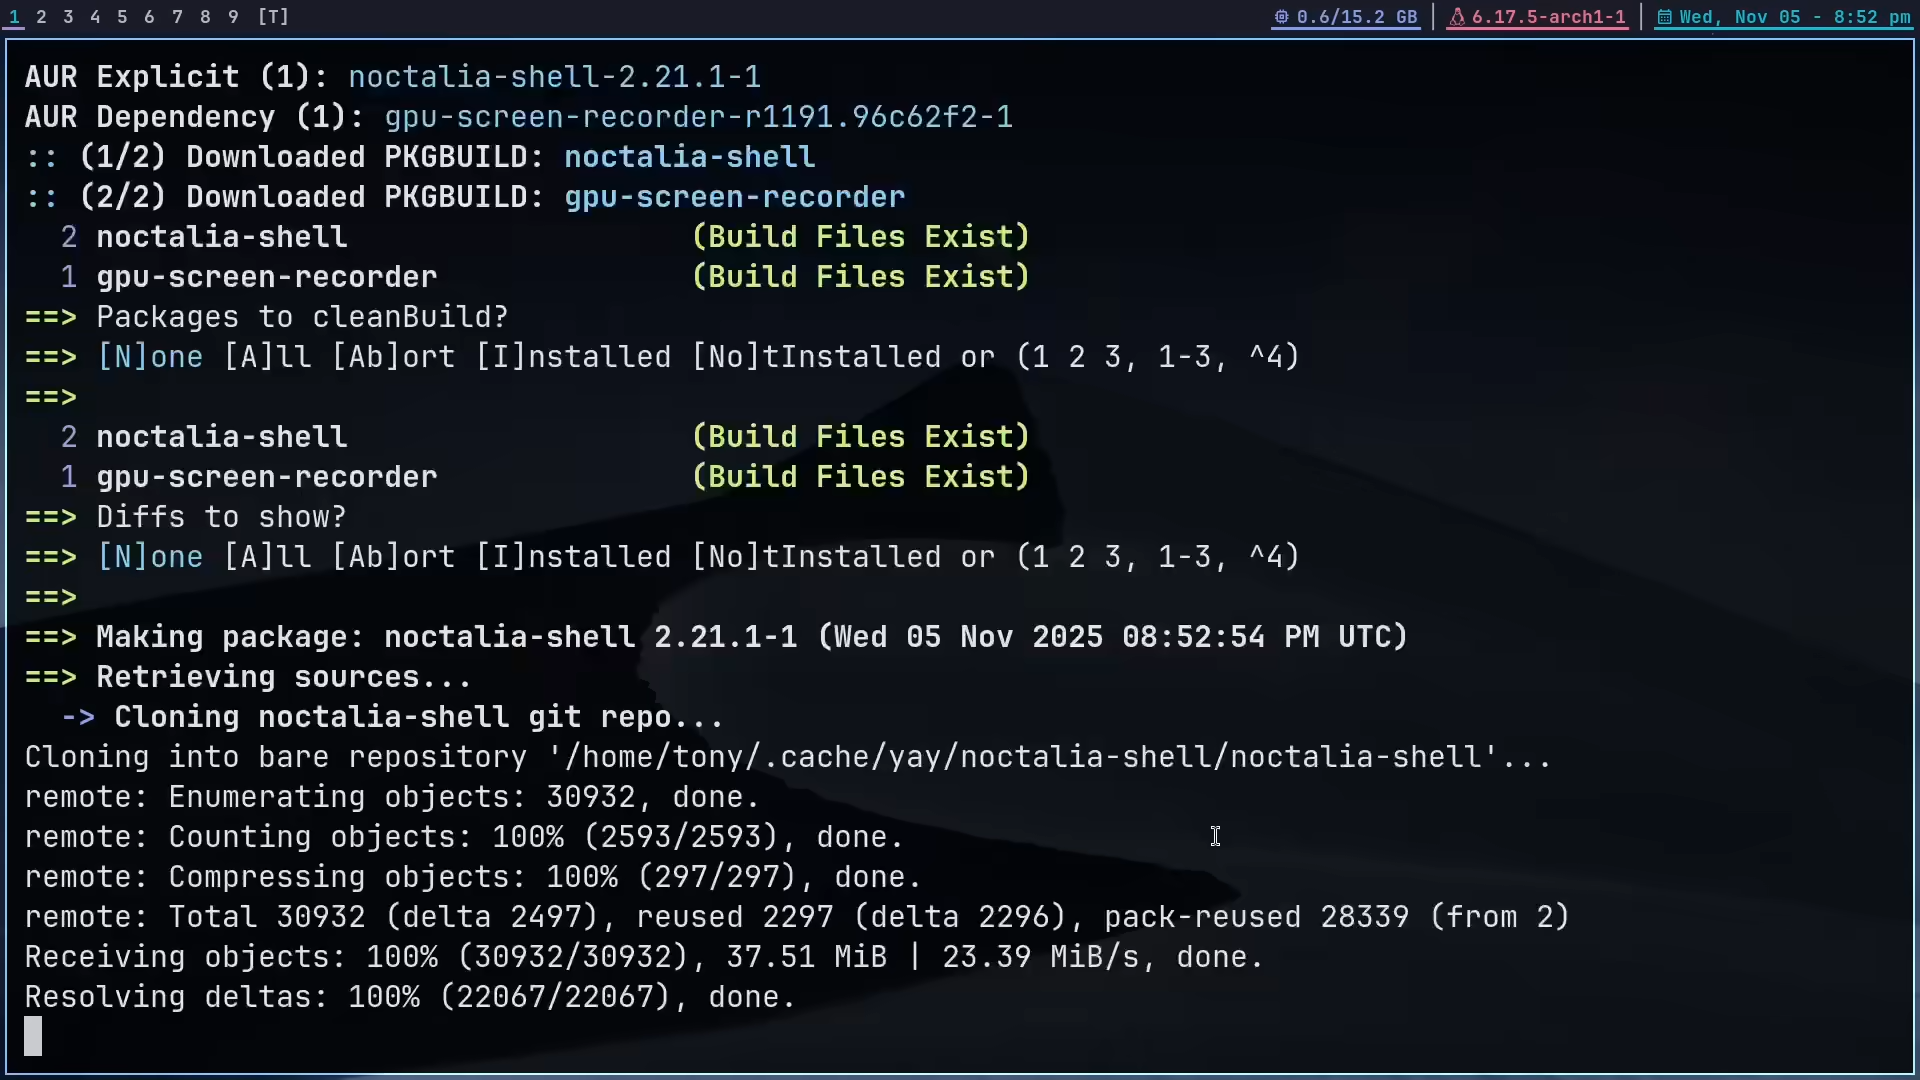 1 2 3 4 5 6 7 8 9 [T] 0.6/15.2 GB | 6.17.5-arch1-1 | Wed, Nov 05 - 8:52 pm
AUR Explicit (1): noctalia-shell-2.21.1-1
AUR Dependency (1): gpu-screen-recorder-r1191.96c62f2-1
:: (1/2) Downloaded PKGBUILD: noctalia-shell
:: (2/2) Downloaded PKGBUILD: gpu-screen-recorder
2 noctalia-shell (Build Files Exist)
1 gpu-screen-recorder (Build Files Exist)
==> Packages to cleanBuild?
==> [N]one [A]ll [Ab]ort [I]nstalled [No]tInstalled or (1 2 3, 1-3, ^4)
==>
2 noctalia-shell (Build Files Exist)
1 gpu-screen-recorder (Build Files Exist)
==> Diffs to show?
==> [N]one [A]ll [Ab]ort [I]nstalled [No]tInstalled or (1 2 3, 1-3, ^4)
==>
==> Making package: noctalia-shell 2.21.1-1 (Wed 05 Nov 2025 08:52:54 PM UTC)
==> Retrieving sources...
-> Cloning noctalia-shell git repo...
Cloning into bare repository '/home/tony/.cache/yay/noctalia-shell/noctalia-shell'...
remote: Enumerating objects: 30932, done.
remote: Counting objects: 100% (2593/2593), done.
remote: Compressing objects: 100% (297/297), done.
remote: Total 30932 (delta 2497), reused 2297 (delta 2296), pack-reused 28339 (from 2)
Receiving objects: 100% (30932/30932), 37.51 MiB | 23.39 MiB/s, done.
Resolving deltas: 100% (22067/22067), done.